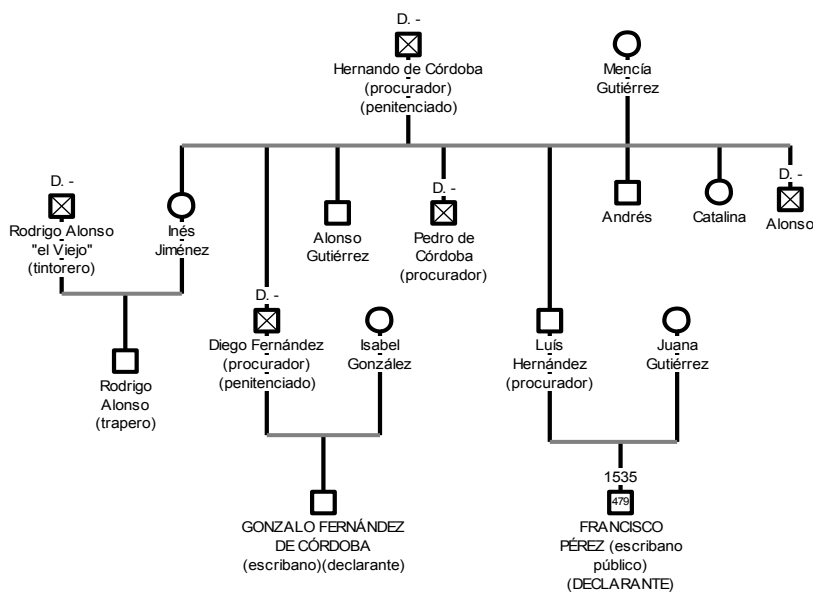 D. -
Hernando de Córdoba
(procurador)
(penitenciado)
Mencía
Gutiérrez
D. -
Rodrigo Alonso
"el Viejo"
(tintorero)
Inés
Jiménez
Alonso
Gutiérrez
D. -
Pedro de
Córdoba
(procurador)
Andrés
Catalina
D. -
Alonso
Rodrigo
Alonso
(trapero)
D. -
Diego Fernández
(procurador)
(penitenciado)
Isabel
González
Luís
Hernández
(procurador)
Juana
Gutiérrez
GONZALO FERNÁNDEZ
DE CÓRDOBA
(escribano)(declarante)
1535
479
FRANCISCO
PÉREZ (escribano
público)
(DECLARANTE)